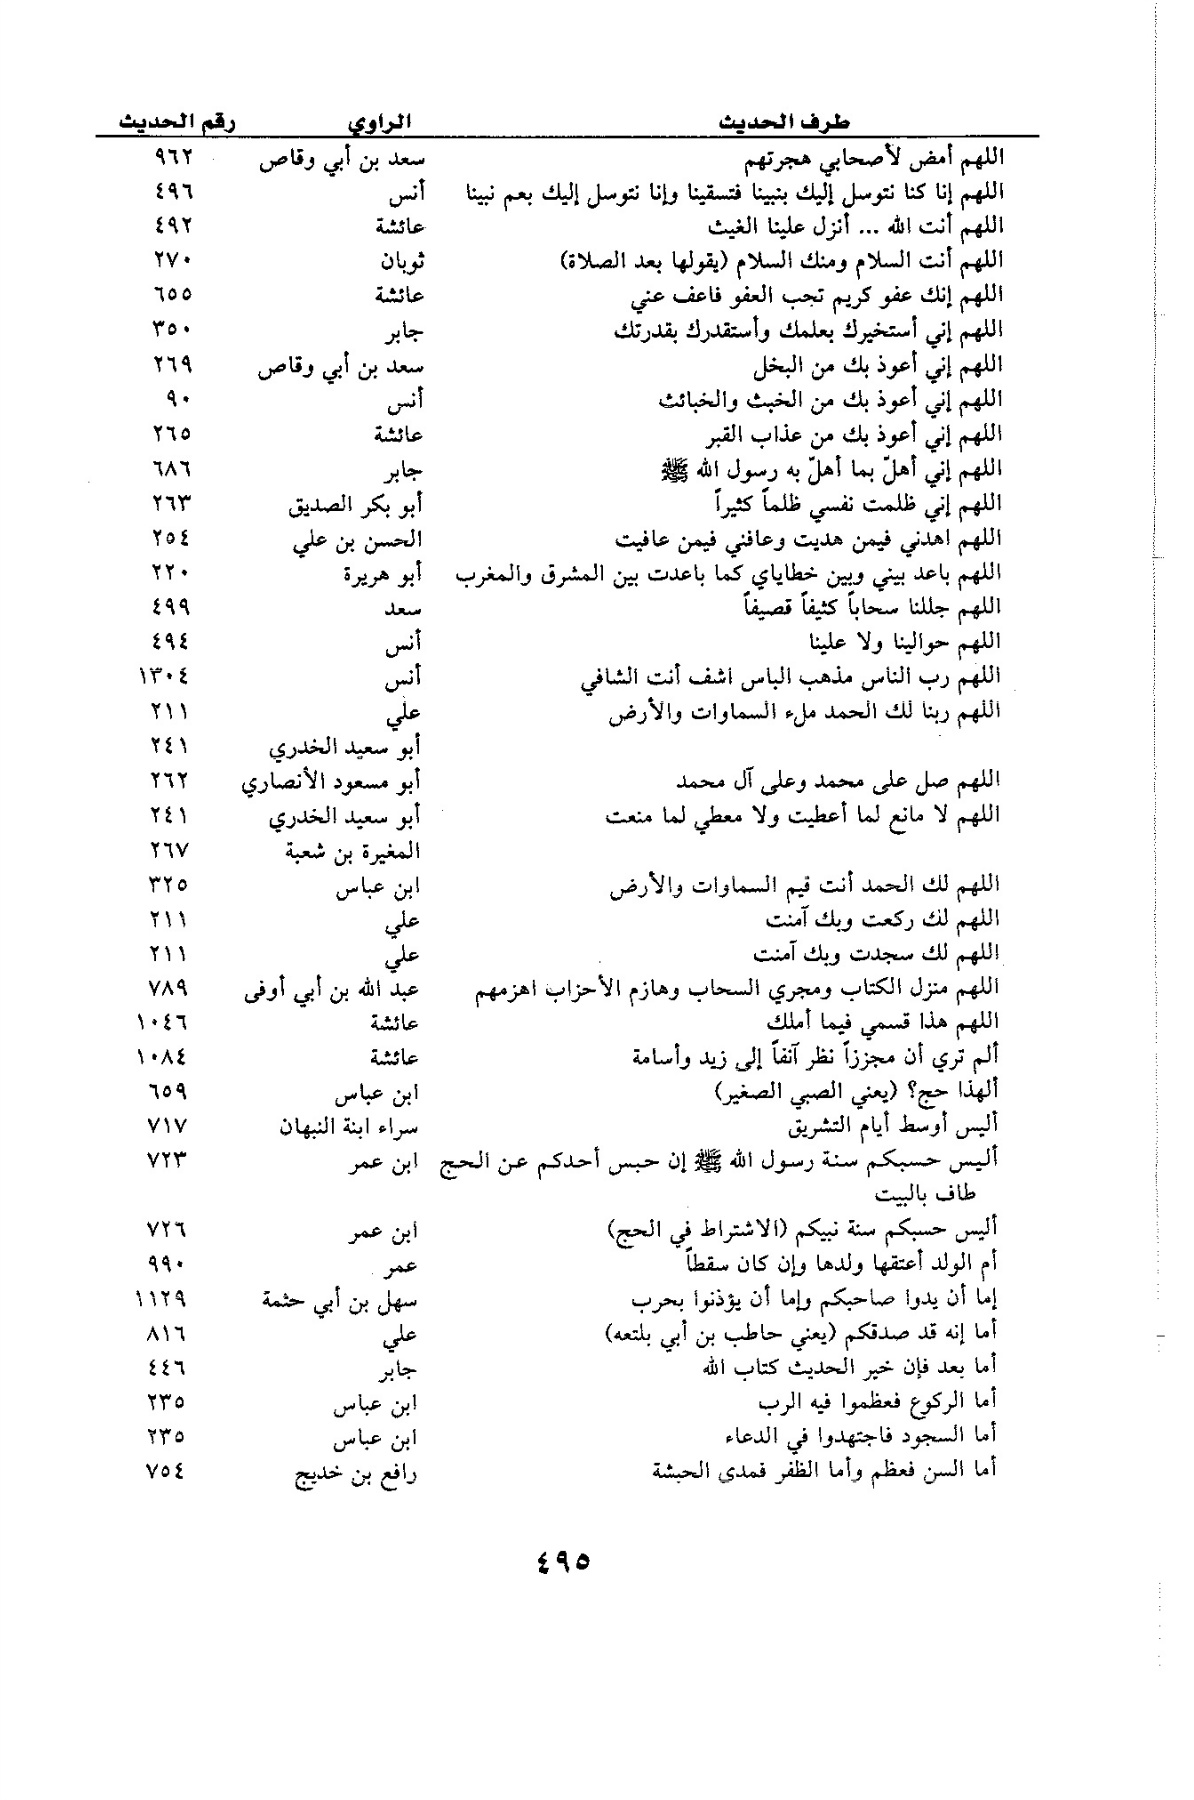 طرف الحديث الراوي رقم الحديث
اللهم أمض لأصحابي هجرتهم سعد بن أبي وقاص ٩٦٢
اللهم إنا كنا نتوسل إليك بنبينا فتسقينا وإنا نتوسل إليك بعم نبينا أنس ٤٩٦
اللهم أنت الله ... أنزل علينا الغيث عائشة ٤٩٢
اللهم أنت السلام ومنك السلام (يقولها بعد الصلاة) ثوبان ٢٧٠
اللهم إنك عفو كريم تحب العفو فاعف عني عائشة ٦٥٥
اللهم إني أستخيرك بعلمك وأستقدرك بقدرتك جابر ٣٥٠
اللهم إني أعوذ بك من البخل سعد بن أبي وقاص ٢٦٩
اللهم إني أعوذ بك من الخبث والخبائث أنس ٩٠
اللهم إني أعوذ بك من عذاب القبر عائشة ٢٦٥
اللهم إني أهلّ بما أهلّ به رسول الله ﷺ جابر ٦٨٦
اللهم إني ظلمت نفسي ظلماً كثيراً أبو بكر الصديق ٢٦٣
اللهم اهدني فيمن هديت وعافني فيمن عافيت الحسن بن علي ٢٥٤
اللهم باعد بيني وبين خطاياي كما باعدت بين المشرق والمغرب أبو هريرة ٢٢٠
اللهم جللنا سحاباً كثيفاً قصيفاً سعد ٤٩٩
اللهم حوالينا ولا علينا أنس ٤٩٤
اللهم رب الناس مذهب الباس اشف أنت الشافي أنس ١٣٠٤
اللهم ربنا لك الحمد ملء السماوات والأرض علي ٢١١
أبو سعيد الخدري ٢٤١
اللهم صل على محمد وعلى آل محمد أبو مسعود الأنصاري ٢٦٢
اللهم لا مانع لما أعطيت ولا معطي لما منعت أبو سعيد الخدري ٢٤١
المغيرة بن شعبة ٢٦٧
اللهم لك الحمد أنت قيم السماوات والأرض ابن عباس ٣٢٥
اللهم لك ركعت وبك آمنت علي ٢١١
اللهم لك سجدت وبك آمنت علي ٢١١
اللهم منزل الكتاب ومجري السحاب وهازم الأحزاب اهزمهم عبد الله بن أبي أوفى ٧٨٩
اللهم هذا قسمي فيما أملك عائشة ١٠٤٦
ألم تري أن مجززاً نظر آنفاً إلى زيد وأسامة عائشة ١٠٨٤
ألهذا حج؟ (يعني الصبي الصغير) ابن عباس ٦٥٩
أليس أوسط أيام التشريق سراء ابنة النبهان ٧١٧
أليس حسبكم سنة رسول الله ﷺ إن حبس أحدكم عن الحج ابن عمر ٧٢٣
طاف بالبيت
أليس حسبكم سنة نبيكم (الاشتراط في الحج) ابن عمر ٧٢٦
أم الولد أعتقها ولدها وإن كان سقطاً عمر ٩٩٠
إما أن يدوا صاحبكم وإما أن يؤذنوا بحرب سهل بن أبي حثمة ١١٢٩
أما إنه قد صدقكم (يعني حاطب بن أبي بلتعه) علي ٨١٦
أما بعد فإن خير الحديث كتاب الله جابر ٤٤٦
أما الركوع فعظموا فيه الرب ابن عباس ٢٣٥
أما السجود فاجتهدوا في الدعاء ابن عباس ٢٣٥
أما السن فعظم وأما الظفر فمدى الحبشة رافع بن خديج ٧٥٤
٤٩٥